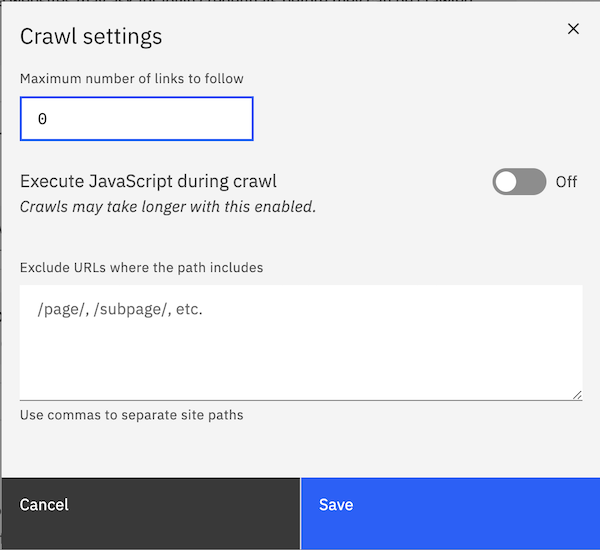 Crawl settings
Maximum number of links to follow
0
Execute JavaScript during crawl
Off
Crawls may take longer with this enabled.
Exclude URLs where the path includes
/page/, /subpage/, etc.
Use commas to separate site paths
Cancel
Save